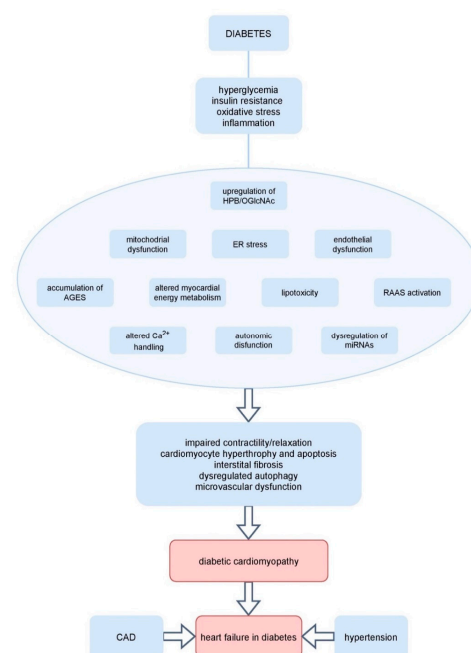 DIABETES
hyperglycemia
insulin resistance
oxidative stress
inflammation
upregulation of
HPB/OGlcNAc
mitochdrial
dysfunction
ER stress
endothelial
dysfunction
accumulation of
AGES
altered myocardial
energy metabolism
lipotoxicity
RAAS activation
altered Ca²⁺
handling
autonomic
disfunction
dysregulation of
miRNAs
impaired contractility/relaxation
cardiomyocyte hyperthrophy and apoptosis
interstital fibrosis
dysregulated autophagy
microvascular dysfunction
diabetic cardiomyopathy
CAD
heart failure in diabetes
hypertension